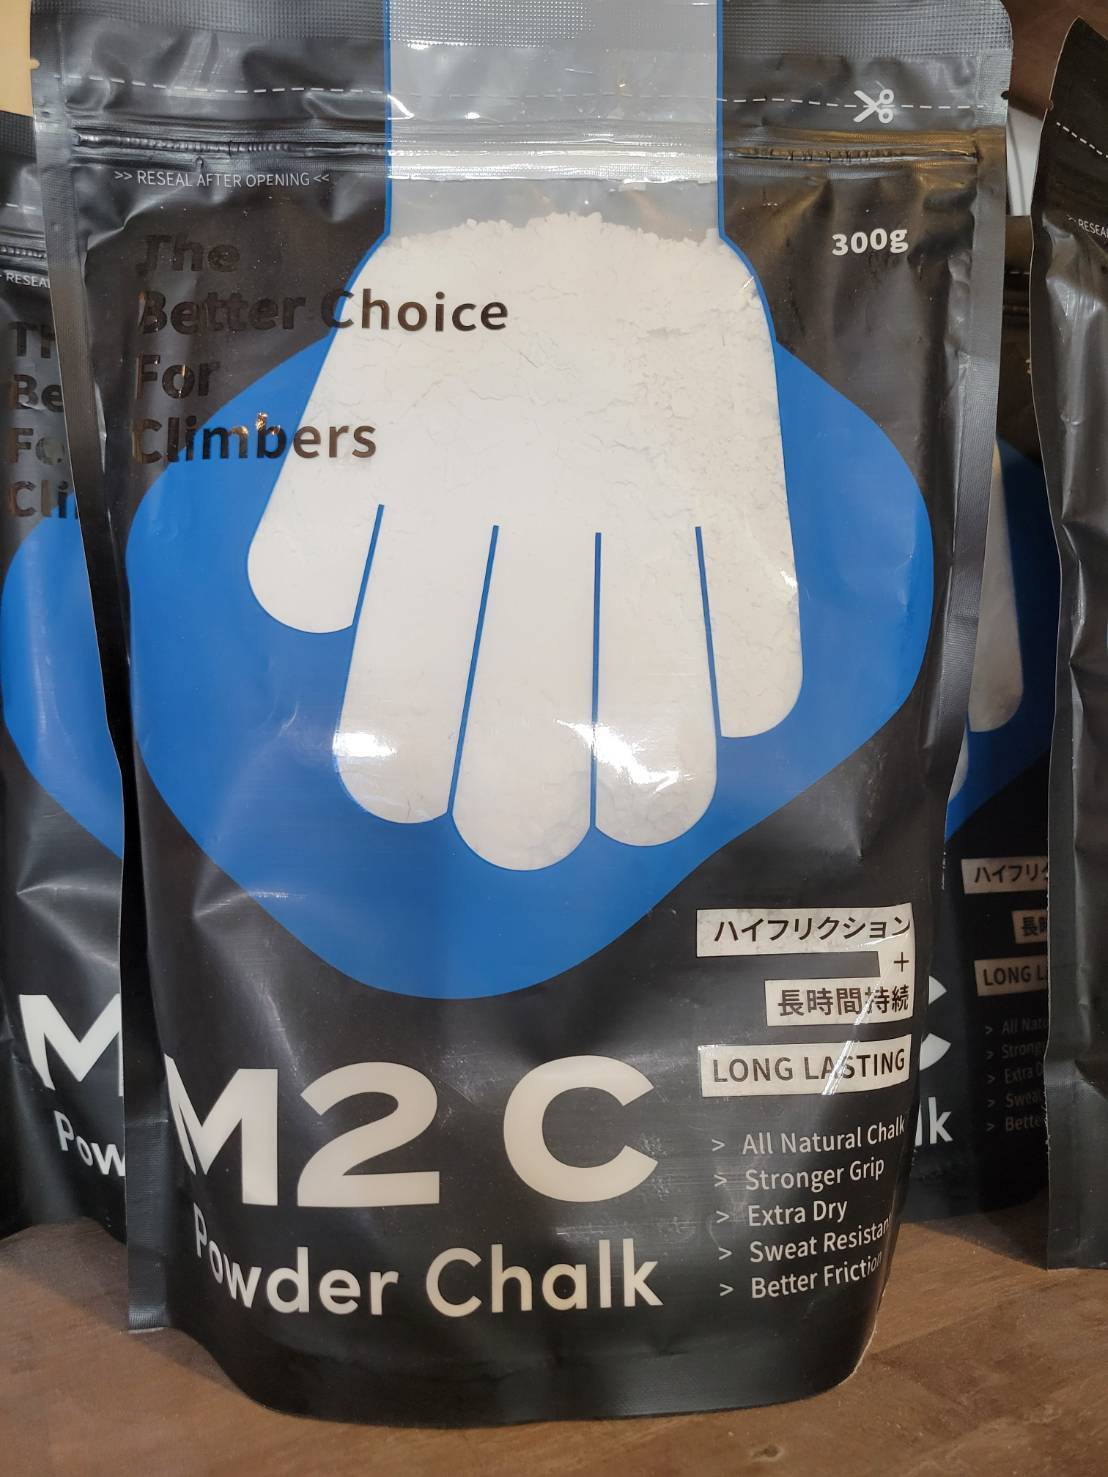 >> RESEAL AFTER OPENING <<
300g
The
Better Choice
For
Climbers
ハイフリクション
+
長時間持続
LONG LASTING
M2 C
Powder Chalk
> All Natural Chalk
> Stronger Grip
> Extra Dry
> Sweat Resistant
> Better Friction